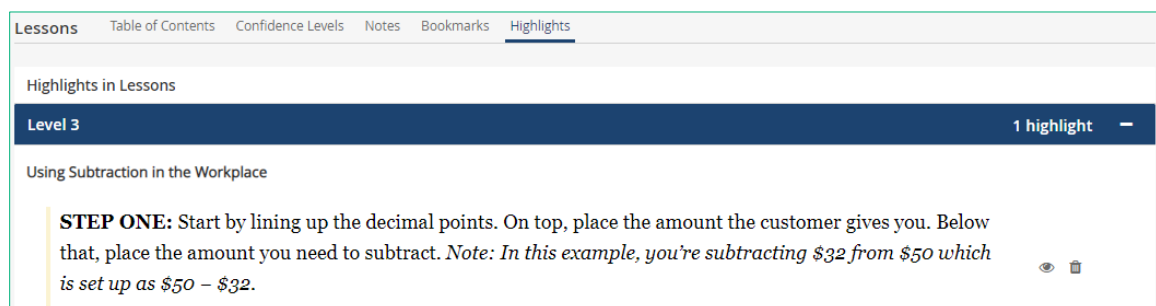 Lessons Table of Contents Confidence Levels Notes Bookmarks Highlights
Highlights in Lessons
Level 3 1 highlight −
Using Subtraction in the Workplace
STEP ONE: Start by lining up the decimal points. On top, place the amount the customer gives you. Below
that, place the amount you need to subtract. Note: In this example, you’re subtracting $32 from $50 which
is set up as $50 – $32.